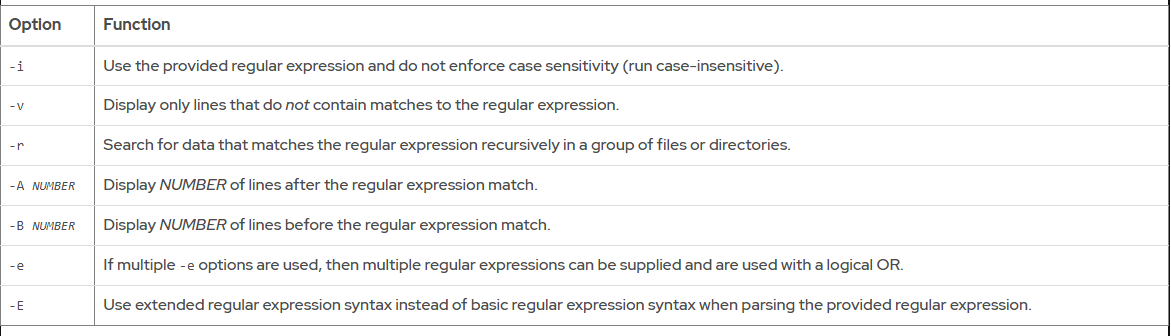 Option Function
-i Use the provided regular expression and do not enforce case sensitivity (run case-insensitive).
-v Display only lines that do not contain matches to the regular expression.
-r Search for data that matches the regular expression recursively in a group of files or directories.
-A NUMBER Display NUMBER of lines after the regular expression match.
-B NUMBER Display NUMBER of lines before the regular expression match.
-e If multiple -e options are used, then multiple regular expressions can be supplied and are used with a logical OR.
-E Use extended regular expression syntax instead of basic regular expression syntax when parsing the provided regular expression.